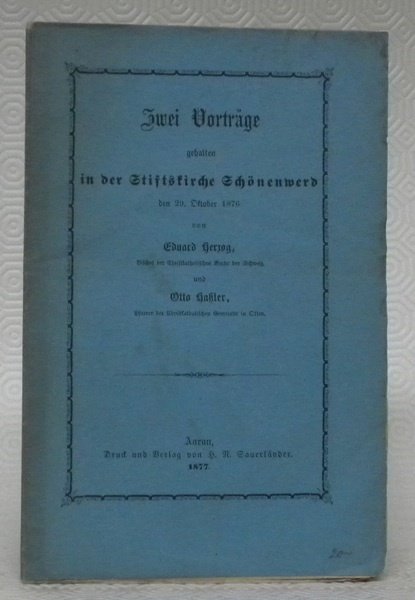 Zwei Vorträge
gehalten
in der Stiftskirche Schönenwerd
den 29. Oktober 1876
von
Eduard Herzog,
Bischof der Christkatholischen Kirche der Schweiz,
und
Otto Haßler,
Pfarrer der Christkatholischen Gemeinde in Olten.
Aarau,
Druck und Verlag von H. R. Sauerländer.
1877.
20.-